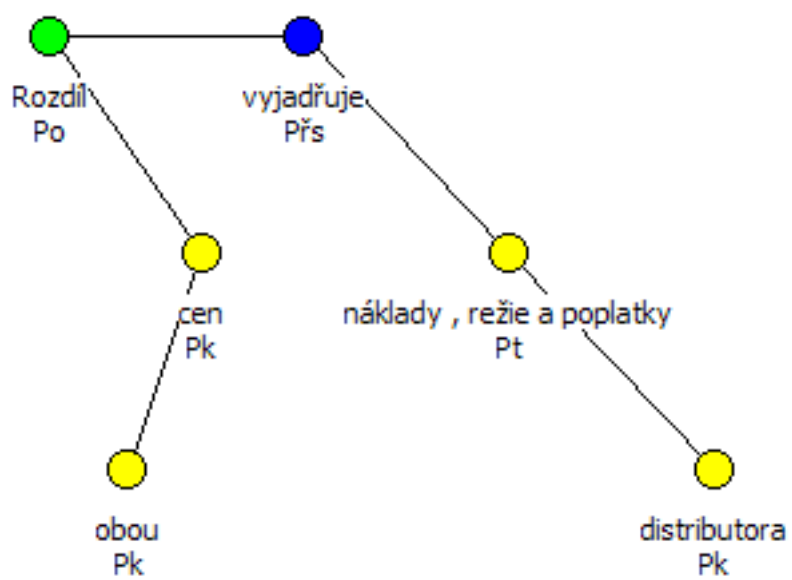 Rozdíl vyjadřuje
Po Přs
cen náklady , režie a poplatky
Pk Pt
obou distributora
Pk Pk